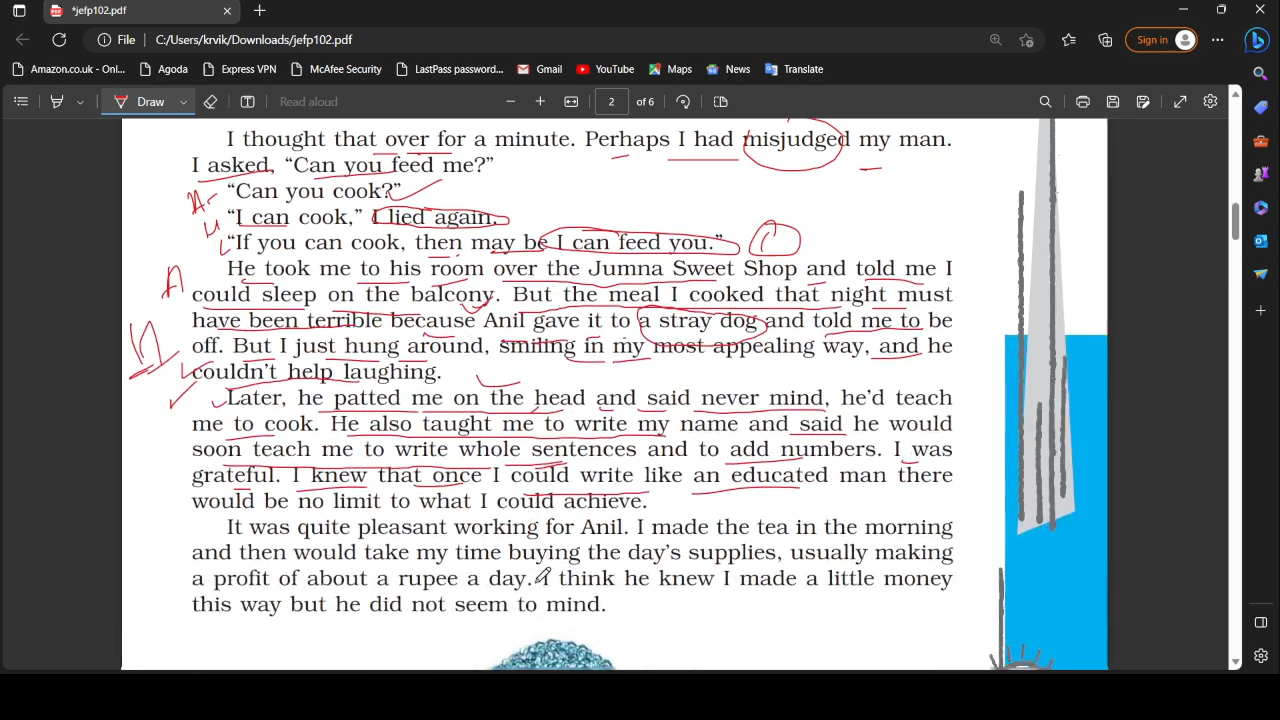 *jefp102.pdf
File C:/Users/krvik/Downloads/jefp102.pdf Sign in
Amazon.co.uk - Onl... Agoda Express VPN McAfee Security LastPass password... Gmail YouTube Maps News Translate
Draw Read aloud 2 of 6
I thought that over for a minute. Perhaps I had misjudged my man.
I asked, “Can you feed me?”
“Can you cook?”
“I can cook,” I lied again.
“If you can cook, then may be I can feed you.”
He took me to his room over the Jumna Sweet Shop and told me I
could sleep on the balcony. But the meal I cooked that night must
have been terrible because Anil gave it to a stray dog and told me to be
off. But I just hung around, smiling in my most appealing way, and he
couldn’t help laughing.
Later, he patted me on the head and said never mind, he’d teach
me to cook. He also taught me to write my name and said he would
soon teach me to write whole sentences and to add numbers. I was
grateful. I knew that once I could write like an educated man there
would be no limit to what I could achieve.
It was quite pleasant working for Anil. I made the tea in the morning
and then would take my time buying the day’s supplies, usually making
a profit of about a rupee a day. I think he knew I made a little money
this way but he did not seem to mind.